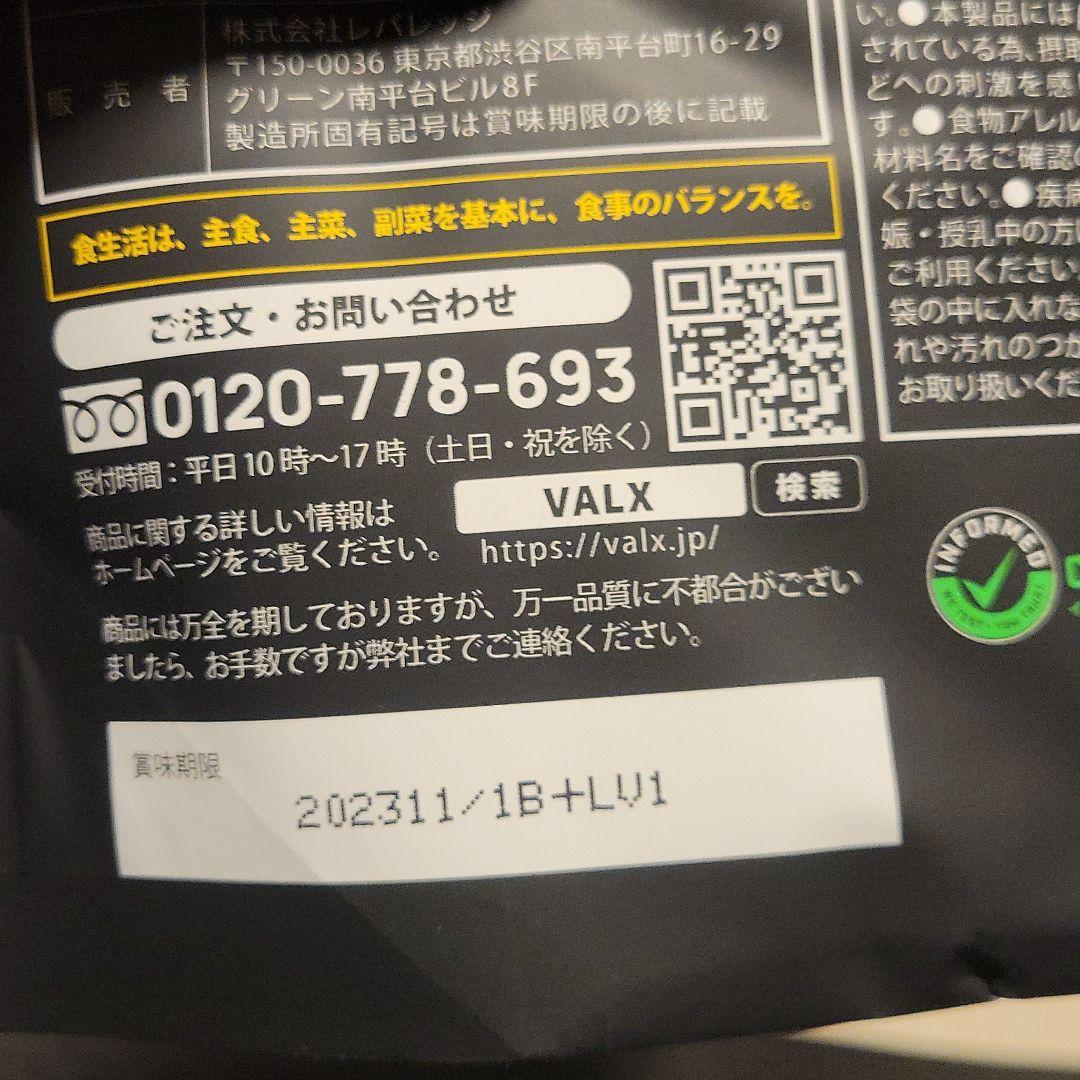 販売者
株式会社レバレッジ
〒150-0036 東京都渋谷区南平台町16-29
グリーン南平台ビル8F
製造所固有記号は賞味期限の後に記載
食生活は、主食、主菜、副菜を基本に、食事のバランスを。
ご注文・お問い合わせ
0120-778-693
受付時間：平日10時〜17時（土日・祝を除く）
商品に関する詳しい情報は
ホームページをご覧ください。
VALX 検索
https://valx.jp/
商品には万全を期しておりますが、万一品質に不都合がござい
ましたら、お手数ですが弊社までご連絡ください。
賞味期限
202311/1B+LV1
い。●本製品には
されている為、摂取
どへの刺激を感じ
す。●食物アレル
材料名をご確認の
ください。●疾病
娠・授乳中の方は
ご利用ください
袋の中に入れな
れや汚れのつか
お取り扱いくだ
INFORMED